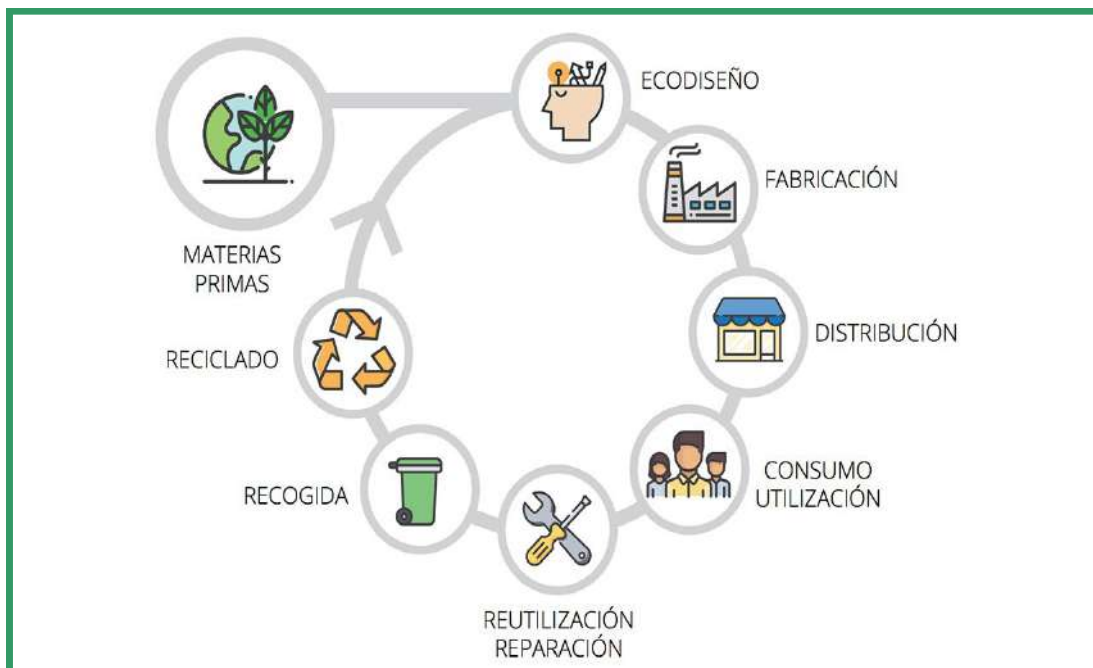 ECODISEÑO
FABRICACIÓN
MATERIAS
PRIMAS
DISTRIBUCIÓN
RECICLADO
CONSUMO
UTILIZACIÓN
RECOGIDA
REUTILIZACIÓN
REPARACIÓN